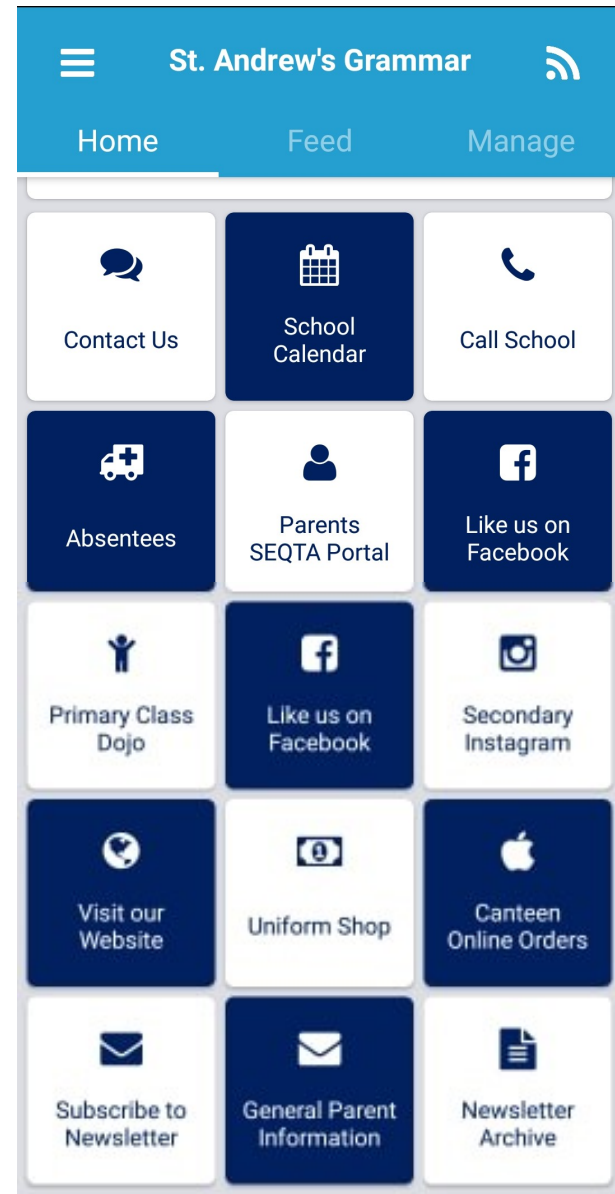 St. Andrew's Grammar
Home Feed Manage
Contact Us
School
Calendar
Call School
Absentees
Parents
SEQTA Portal
Like us on
Facebook
Primary Class
Dojo
Like us on
Facebook
Secondary
Instagram
Visit our
Website
Uniform Shop
Canteen
Online Orders
Subscribe to
Newsletter
General Parent
Information
Newsletter
Archive